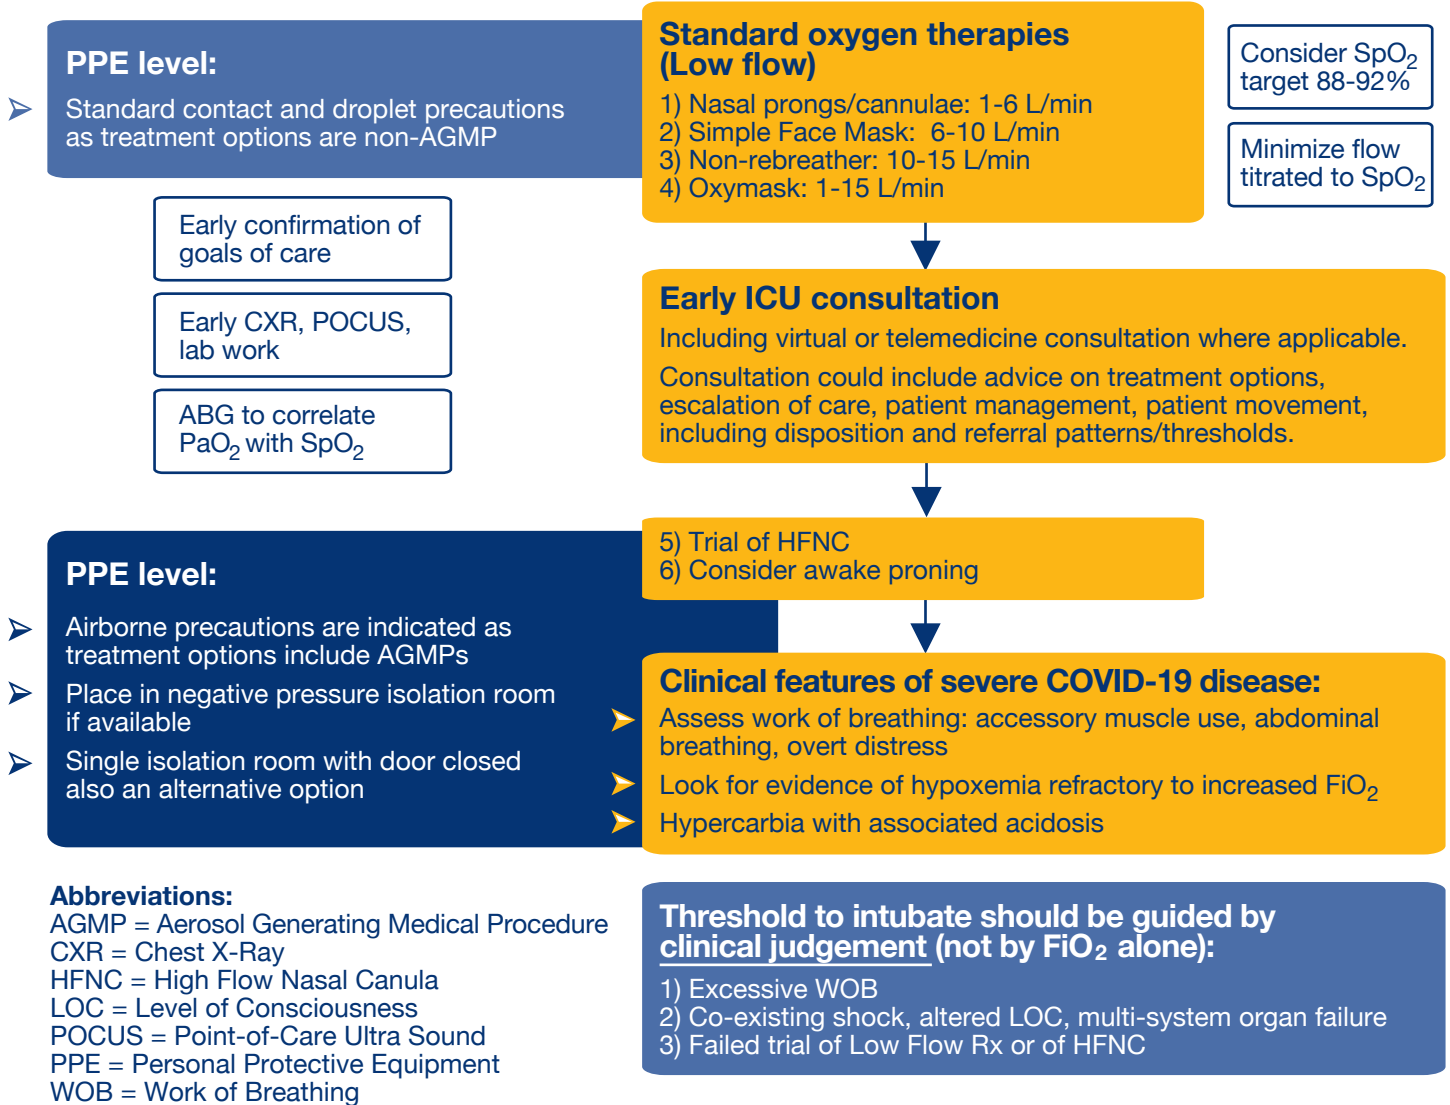 PPE level:
Standard contact and droplet precautions
as treatment options are non-AGMP
Standard oxygen therapies
(Low flow)
1) Nasal prongs/cannulae: 1-6 L/min
2) Simple Face Mask: 6-10 L/min
3) Non-rebreather: 10-15 L/min
4) Oxymask: 1-15 L/min
Consider SpO2
target 88-92%
Minimize flow
titrated to SpO2
Early confirmation of
goals of care
Early CXR, POCUS,
lab work
ABG to correlate
PaO2 with SpO2
Early ICU consultation
Including virtual or telemedicine consultation where applicable.
Consultation could include advice on treatment options,
escalation of care, patient management, patient movement,
including disposition and referral patterns/thresholds.
5) Trial of HFNC
6) Consider awake proning
PPE level:
Airborne precautions are indicated as
treatment options include AGMPs
Place in negative pressure isolation room
if available
Single isolation room with door closed
also an alternative option
Clinical features of severe COVID-19 disease:
Assess work of breathing: accessory muscle use, abdominal
breathing, overt distress
Look for evidence of hypoxemia refractory to increased FiO2
Hypercarbia with associated acidosis
Abbreviations:
AGMP = Aerosol Generating Medical Procedure
CXR = Chest X-Ray
HFNC = High Flow Nasal Canula
LOC = Level of Consciousness
POCUS = Point-of-Care Ultra Sound
PPE = Personal Protective Equipment
WOB = Work of Breathing
Threshold to intubate should be guided by
clinical judgement (not by FiO2 alone):
1) Excessive WOB
2) Co-existing shock, altered LOC, multi-system organ failure
3) Failed trial of Low Flow Rx or of HFNC